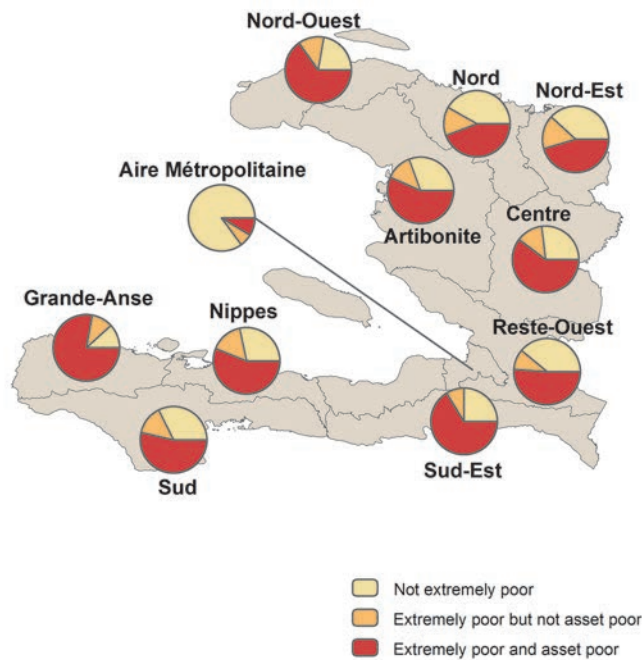 Nord-Ouest
Nord
Nord-Est
Aire Métropolitaine
Artibonite
Centre
Grande-Anse
Nippes
Reste-Ouest
Sud
Sud-Est
Not extremely poor
Extremely poor but not asset poor
Extremely poor and asset poor